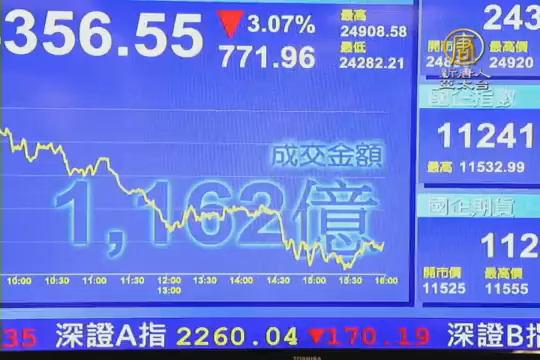 356.55
▼3.07%
771.96
最高
24908.58
最低
24282.21
成交金額
1,162億
10:00 10:30 11:00 11:30 12:00 13:30 14:00 14:30 15:00 15:30 16:00
13:00
243
開市價 最高價
24920
唐
新唐人
亞太台
國企指數
11241
最高 11532.99
國企期貨
112
開市價 最高價
11525 11555
35 深證A指 2260.04 ▼170.19 深證B指
TOSHIBA